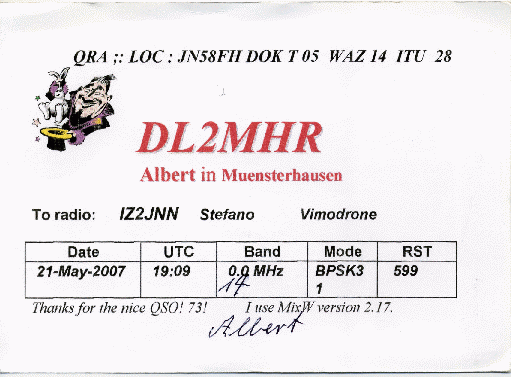 QRA ;: LOC : JN58FH DOK T 05 WAZ 14 ITU 28
DL2MHR
Albert in Muensterhausen
To radio: IZ2JNN Stefano Vimodrone
Date UTC Band Mode RST
21-May-2007 19:09 0.0 MHz BPSK3 599
14 1
Thanks for the nice QSO! 73! I use MixW version 2.17.
Albert